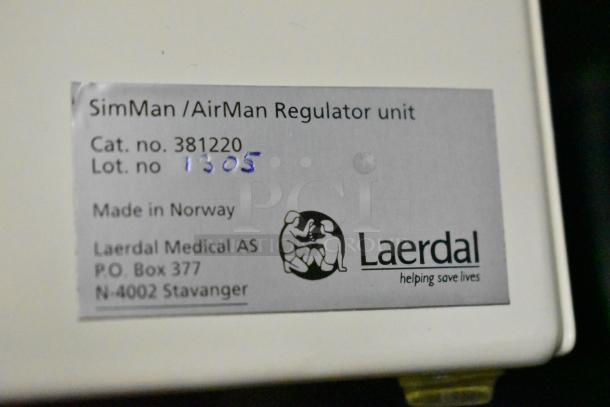 SimMan /AirMan Regulator unit
Cat. no. 381220
Lot. no 1305
Made in Norway
Laerdal Medical AS
P.O. Box 377
N-4002 Stavanger
Laerdal
helping save lives
PCI